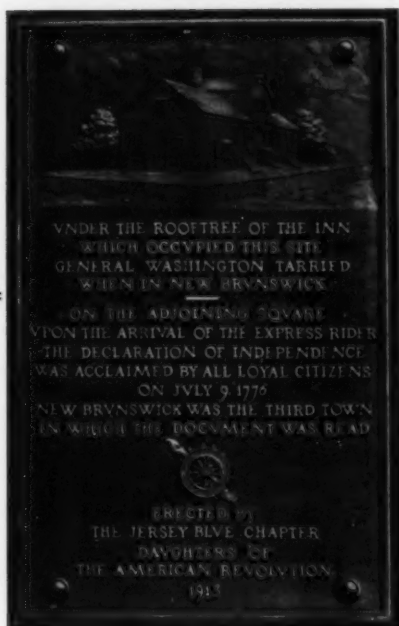 VNDER THE ROOFTREE OF THE INN
WHICH OCCVPIED THIS SITE
GENERAL WASHINGTON TARRIED
WHEN IN NEW BRVNSWICK
ON THE ADJOINING SQVARE
VPON THE ARRIVAL OF THE EXPRESS RIDER
THE DECLARATION OF INDEPENDENCE
WAS ACCLAIMED BY ALL LOYAL CITIZENS
ON JVLY 9, 1776
NEW BRVNSWICK WAS THE THIRD TOWN
IN WHICH THE DOCVMENT WAS READ
ERECTED BY
THE JERSEY BLVE CHAPTER
DAVGHTERS OF
THE AMERICAN REVOLVTION
1913